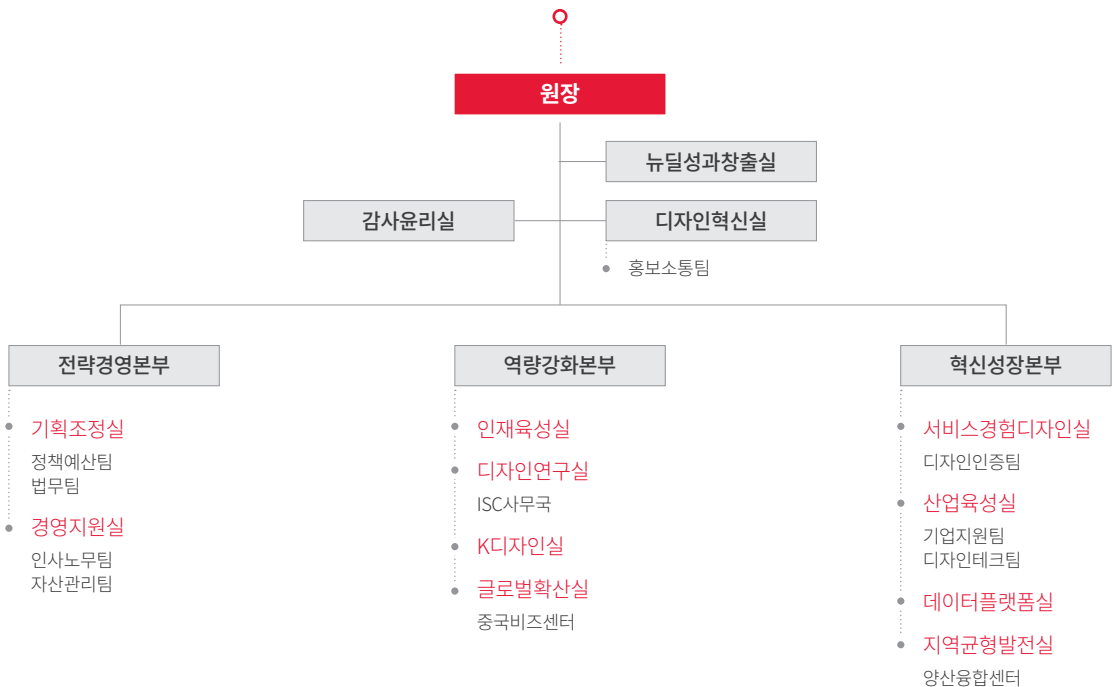 원장
뉴딜성과창출실
감사윤리실
디자인혁신실
홍보소통팀
전략경영본부
기획조정실
정책예산팀
법무팀
경영지원실
인사노무팀
자산관리팀
역량강화본부
인재육성실
디자인연구실
ISC사무국
K디자인실
글로벌확산실
중국비즈센터
혁신성장본부
서비스경험디자인실
디자인인증팀
산업육성실
기업지원팀
디자인테크팀
데이터플랫폼실
지역균형발전실
양산융합센터